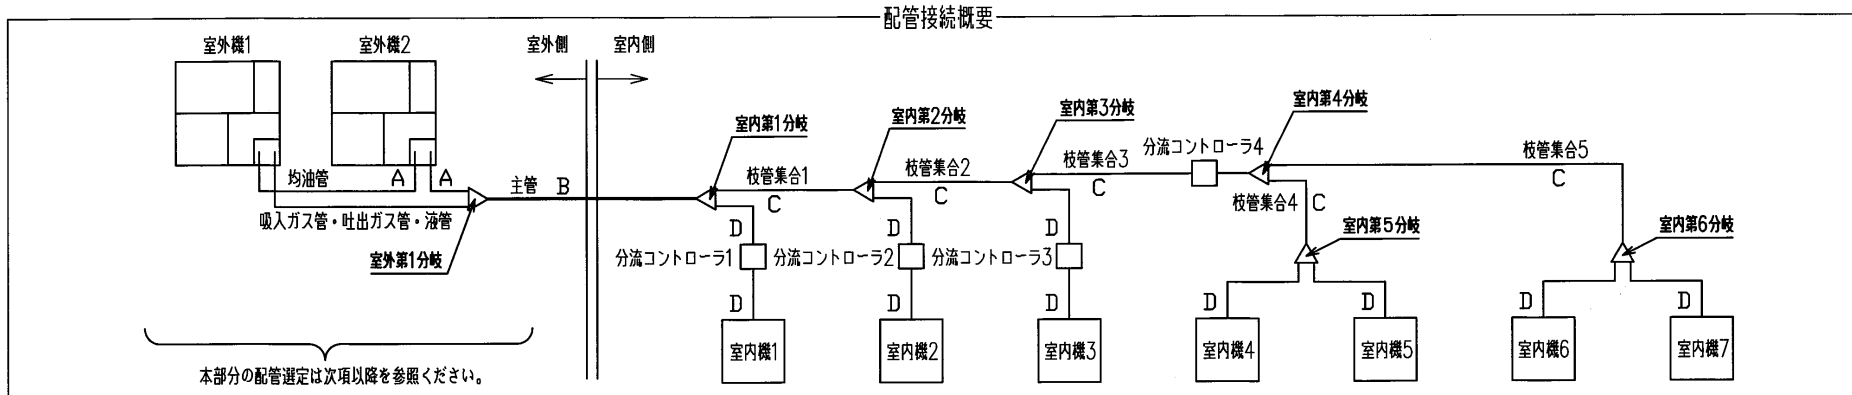 配管接続概要
室外機1
室外機2
室外側
室内側
室内第1分岐
室内第2分岐
室内第3分岐
室内第4分岐
分流コントローラ4
枝管集合1
枝管集合2
枝管集合3
枝管集合5
C
C
C
C
均油管
A
A
主管
B
吸入ガス管・吐出ガス管・液管
室外第1分岐
枝管集合4
C
室内第5分岐
室内第6分岐
D
D
D
分流コントローラ1
分流コントローラ2
分流コントローラ3
D
D
D
D
D
D
D
室内機1
室内機2
室内機3
室内機4
室内機5
室内機6
室内機7
本部分の配管選定は次項以降を参照ください。